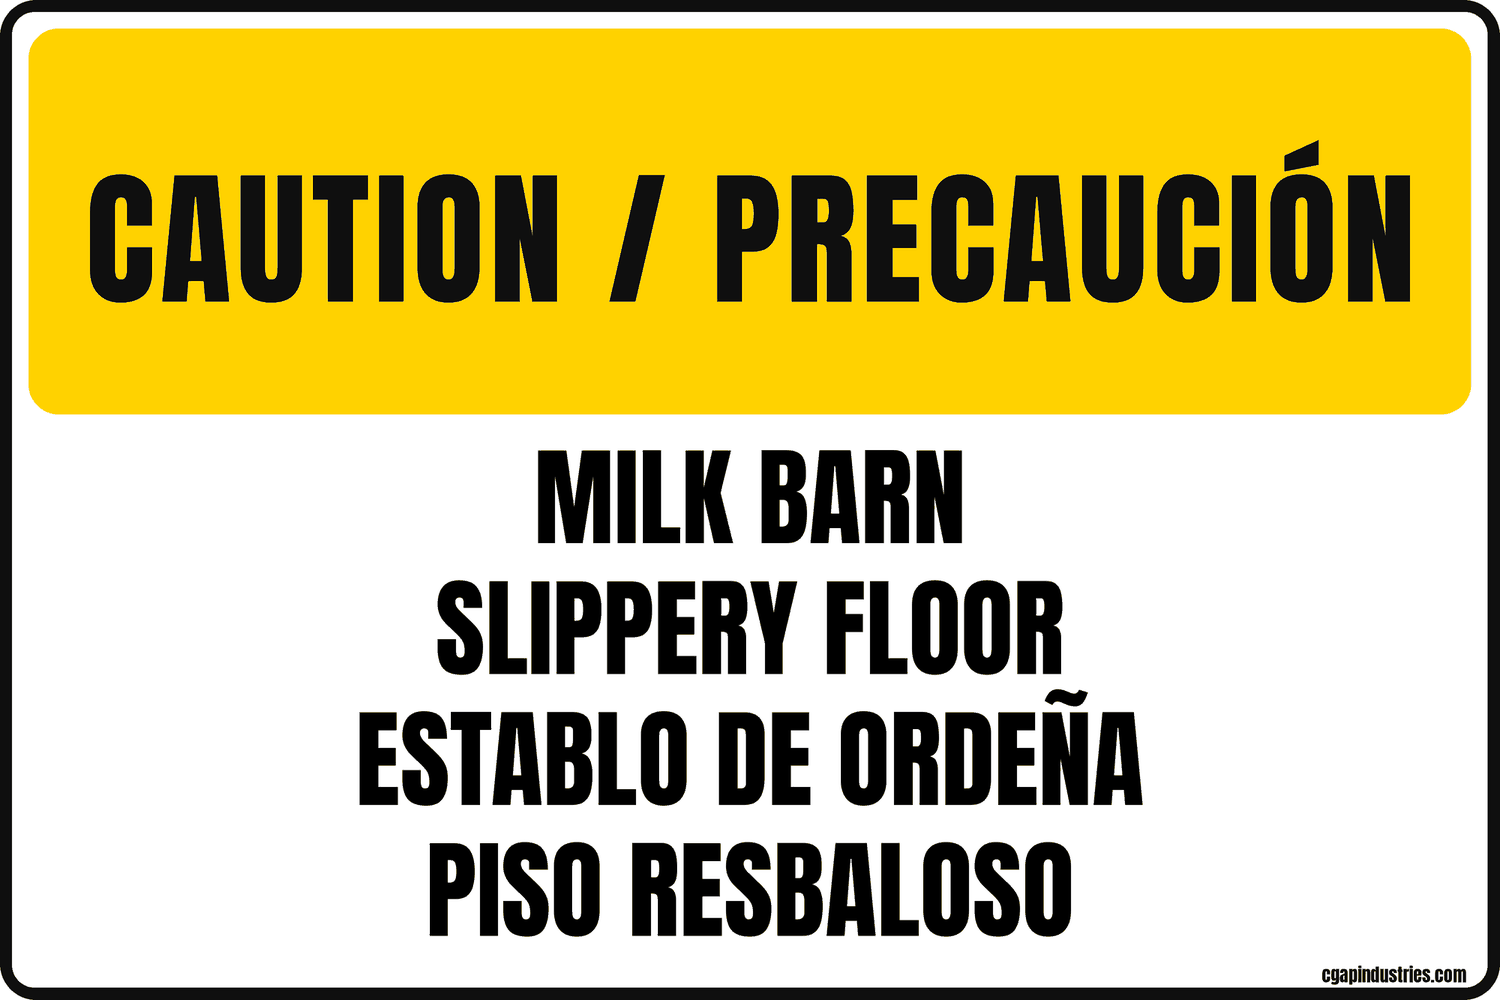 CAUTION / PRECAUCIÓN
MILK BARN
SLIPPERY FLOOR
ESTABLO DE ORDEÑA
PISO RESBALOSO
cgapindustries.com